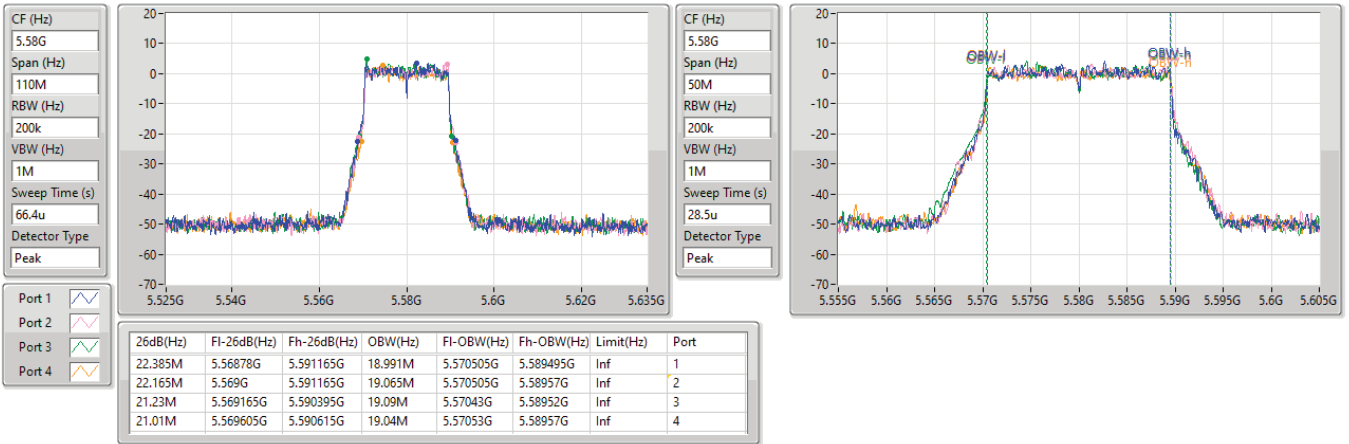 CF (Hz)
5.58G
Span (Hz)
110M
RBW (Hz)
200k
VBW (Hz)
1M
Sweep Time (s)
66.4u
Detector Type
Peak
20
10
0
-10
-20
-30
-40
-50
-60
-70
5.525G 5.54G 5.56G 5.58G 5.6G 5.62G 5.635G
CF (Hz)
5.58G
Span (Hz)
50M
RBW (Hz)
200k
VBW (Hz)
1M
Sweep Time (s)
28.5u
Detector Type
Peak
20
10
0
-10
-20
-30
-40
-50
-60
-70
OBW-l OBW-h
OBW-h
5.555G 5.56G 5.565G 5.57G 5.575G 5.58G 5.585G 5.59G 5.595G 5.6G 5.605G
Port 1
Port 2
Port 3
Port 4
26dB(Hz) Fl-26dB(Hz) Fh-26dB(Hz) OBW(Hz) Fl-OBW(Hz) Fh-OBW(Hz) Limit(Hz) Port
22.385M 5.56878G 5.591165G 18.991M 5.570505G 5.589495G Inf 1
22.165M 5.569G 5.591165G 19.065M 5.570505G 5.58957G Inf 2
21.23M 5.569165G 5.590395G 19.09M 5.57043G 5.58952G Inf 3
21.01M 5.569605G 5.590615G 19.04M 5.57053G 5.58957G Inf 4